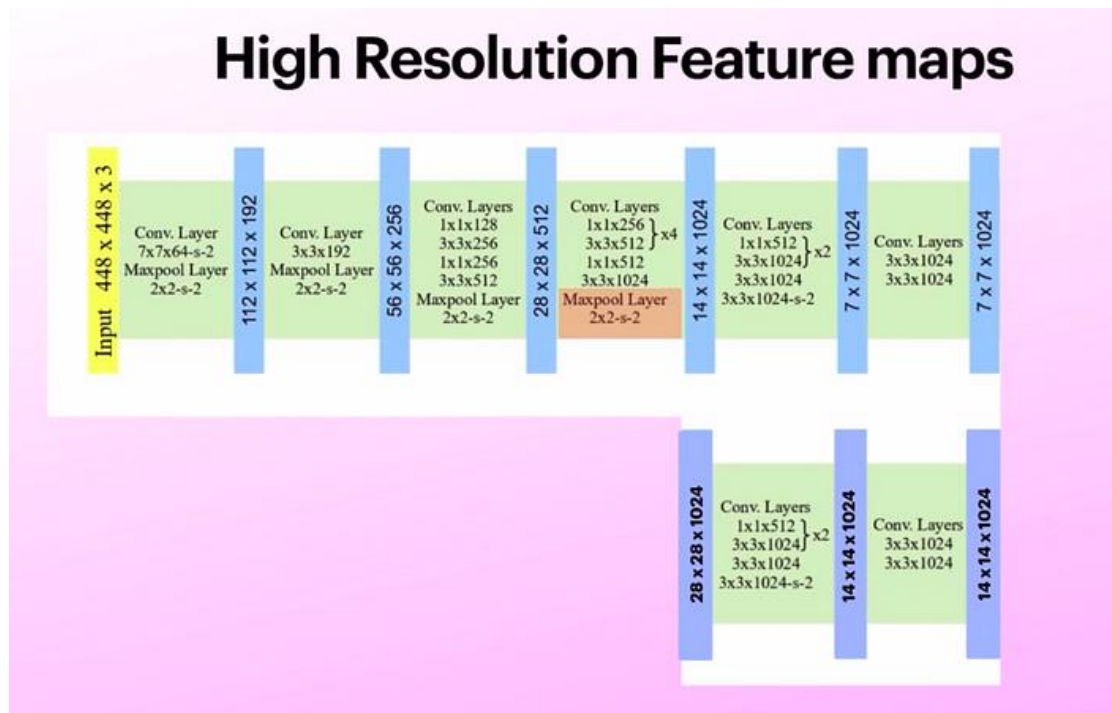 High Resolution Feature maps
Input 448 x 448 x 3
Conv. Layer
7x7x64-s-2
Maxpool Layer
2x2-s-2
112 x 112 x 192
Conv. Layer
3x3x192
Maxpool Layer
2x2-s-2
56 x 56 x 256
Conv. Layers
1x1x128
3x3x256
1x1x256
3x3x512
Maxpool Layer
2x2-s-2
28 x 28 x 512
Conv. Layers
1x1x256
3x3x512 }x4
1x1x512
3x3x1024
Maxpool Layer
2x2-s-2
14 x 14 x 1024
Conv. Layers
1x1x512
3x3x1024 }x2
3x3x1024
3x3x1024-s-2
7 x 7 x 1024
Conv. Layers
3x3x1024
3x3x1024
7 x 7 x 1024
28 x 28 x 1024
Conv. Layers
1x1x512
3x3x1024 }x2
3x3x1024
3x3x1024-s-2
14 x 14 x 1024
Conv. Layers
3x3x1024
3x3x1024
14 x 14 x 1024